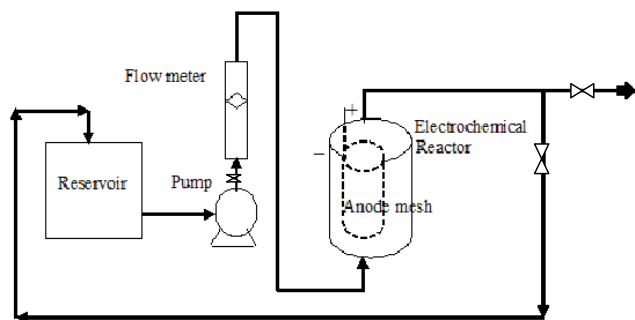 Flow meter
+
Electrochemical
Reactor
−
Reservoir
Pump
Anode mesh